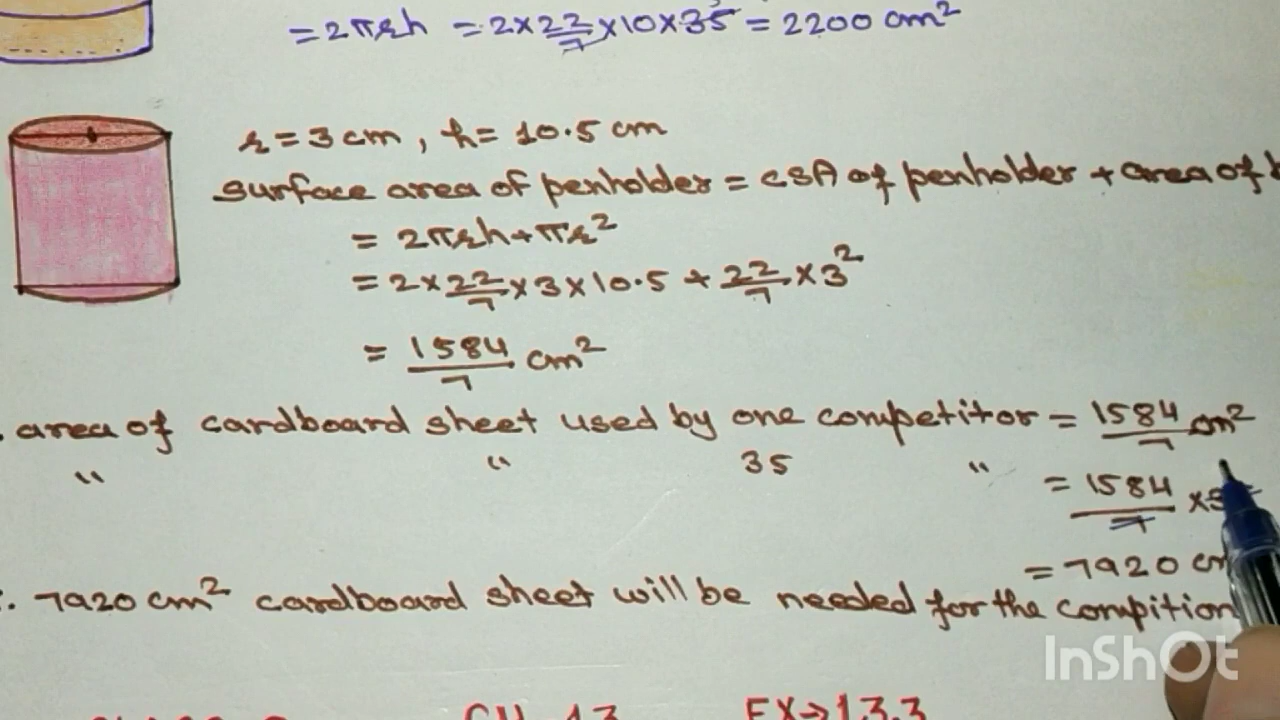 = 2πrh = 2×22/7×10×35 = 2200 cm²
r = 3 cm, h = 10.5 cm
Surface area of penholder = CSA of penholder + area of
= 2πrh + πr²
= 2 × 22/7 × 3 × 10.5 + 22/7 × 3²
= 1584/7 cm²
area of cardboard sheet used by one competitor = 1584/7 cm²
" " 35 "
= 1584/7 ×
= 7920
∴ 7920 cm² cardboard sheet will be needed for the compition
InShOt
CH 13 EX→13.3